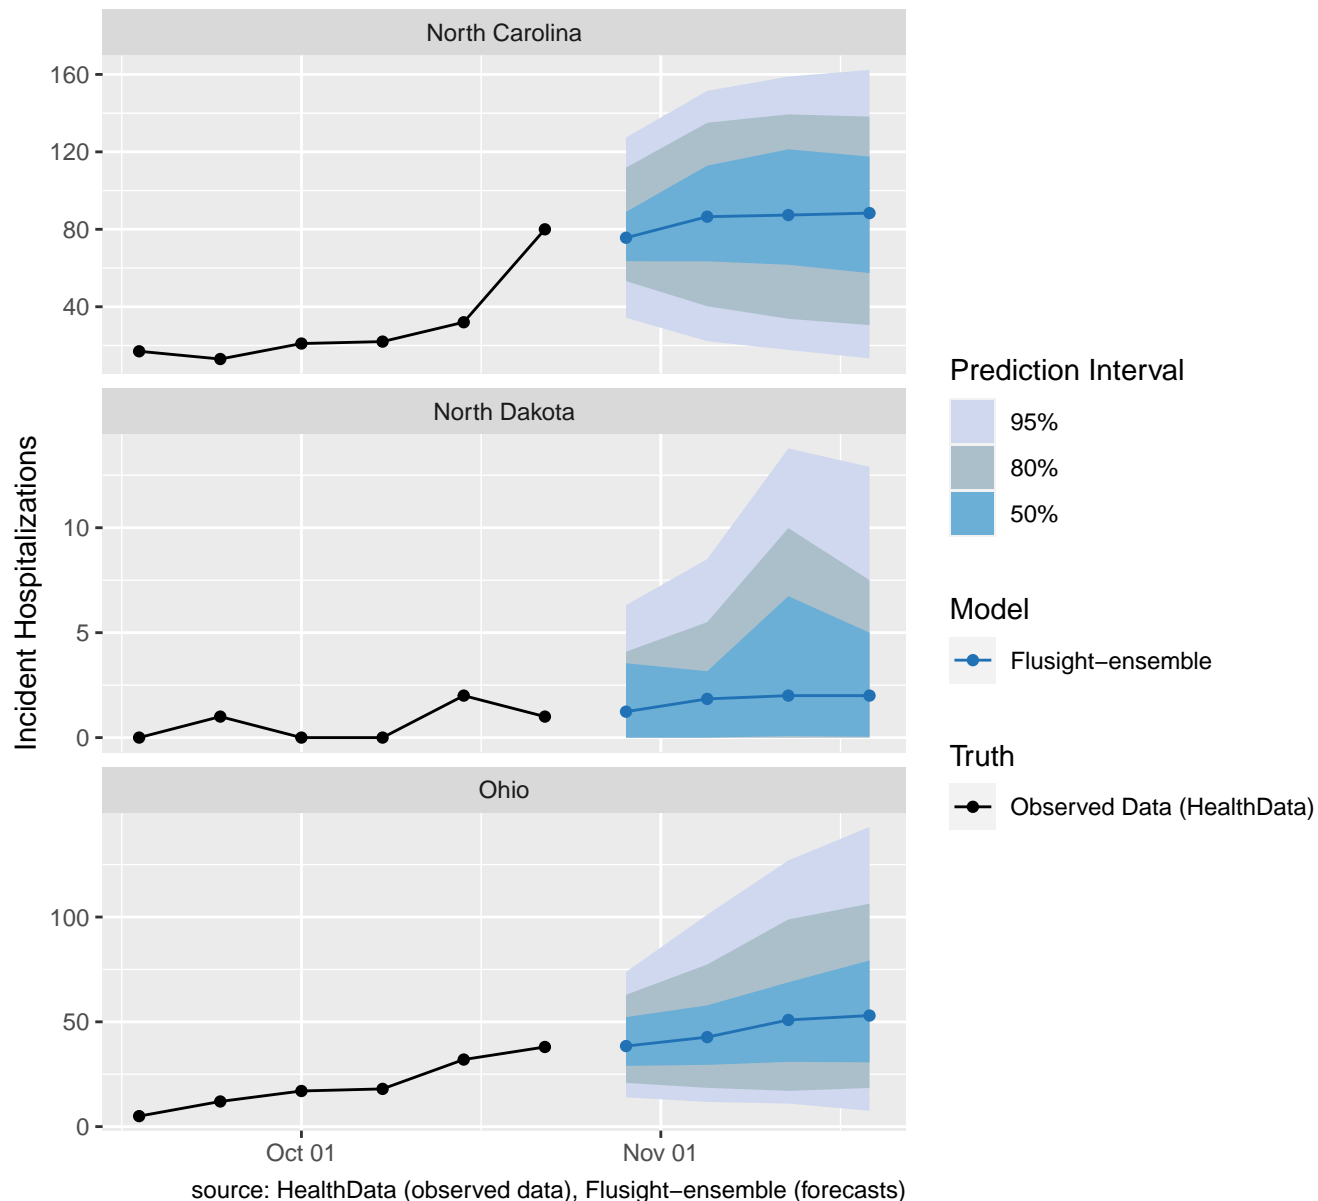 North Carolina
160
120
80
40
North Dakota
10
5
0
Ohio
100
50
0
Oct 01
Nov 01
Incident Hospitalizations
source: HealthData (observed data), Flusight−ensemble (forecasts)
Prediction Interval
95%
80%
50%
Model
Flusight−ensemble
Truth
Observed Data (HealthData)